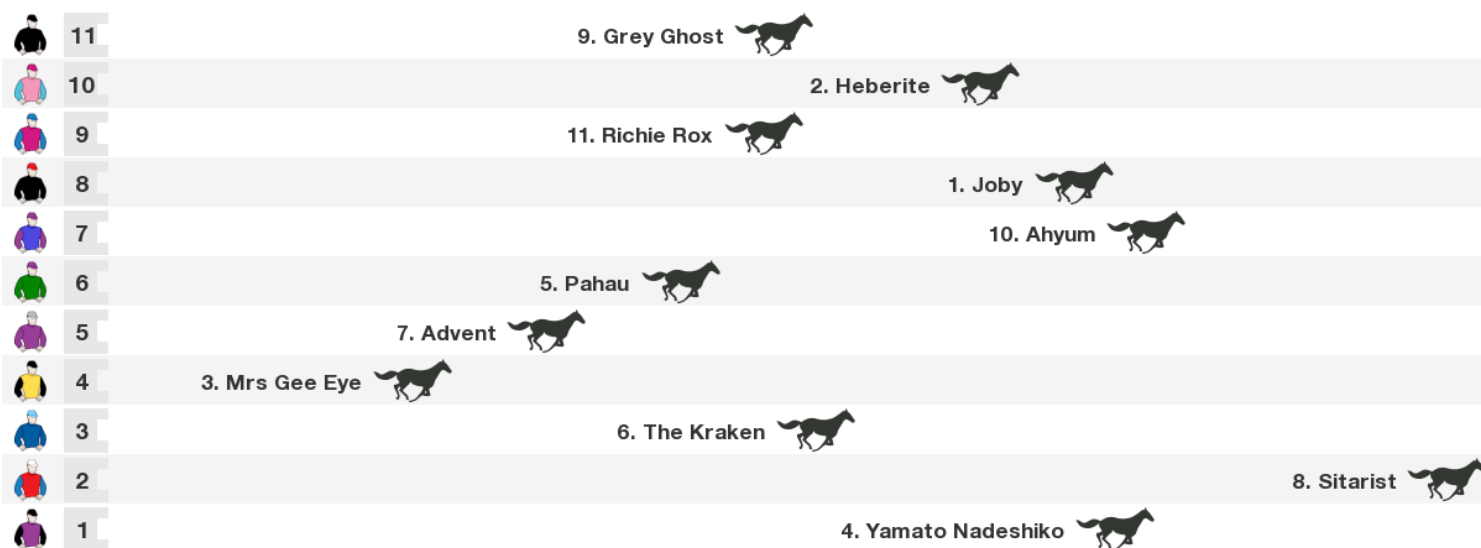 11 9. Grey Ghost
10 2. Heberite
9 11. Richie Rox
8 1. Joby
7 10. Ahyum
6 5. Pahau
5 7. Advent
4 3. Mrs Gee Eye
3 6. The Kraken
2 8. Sitarist
1 4. Yamato Nadeshiko